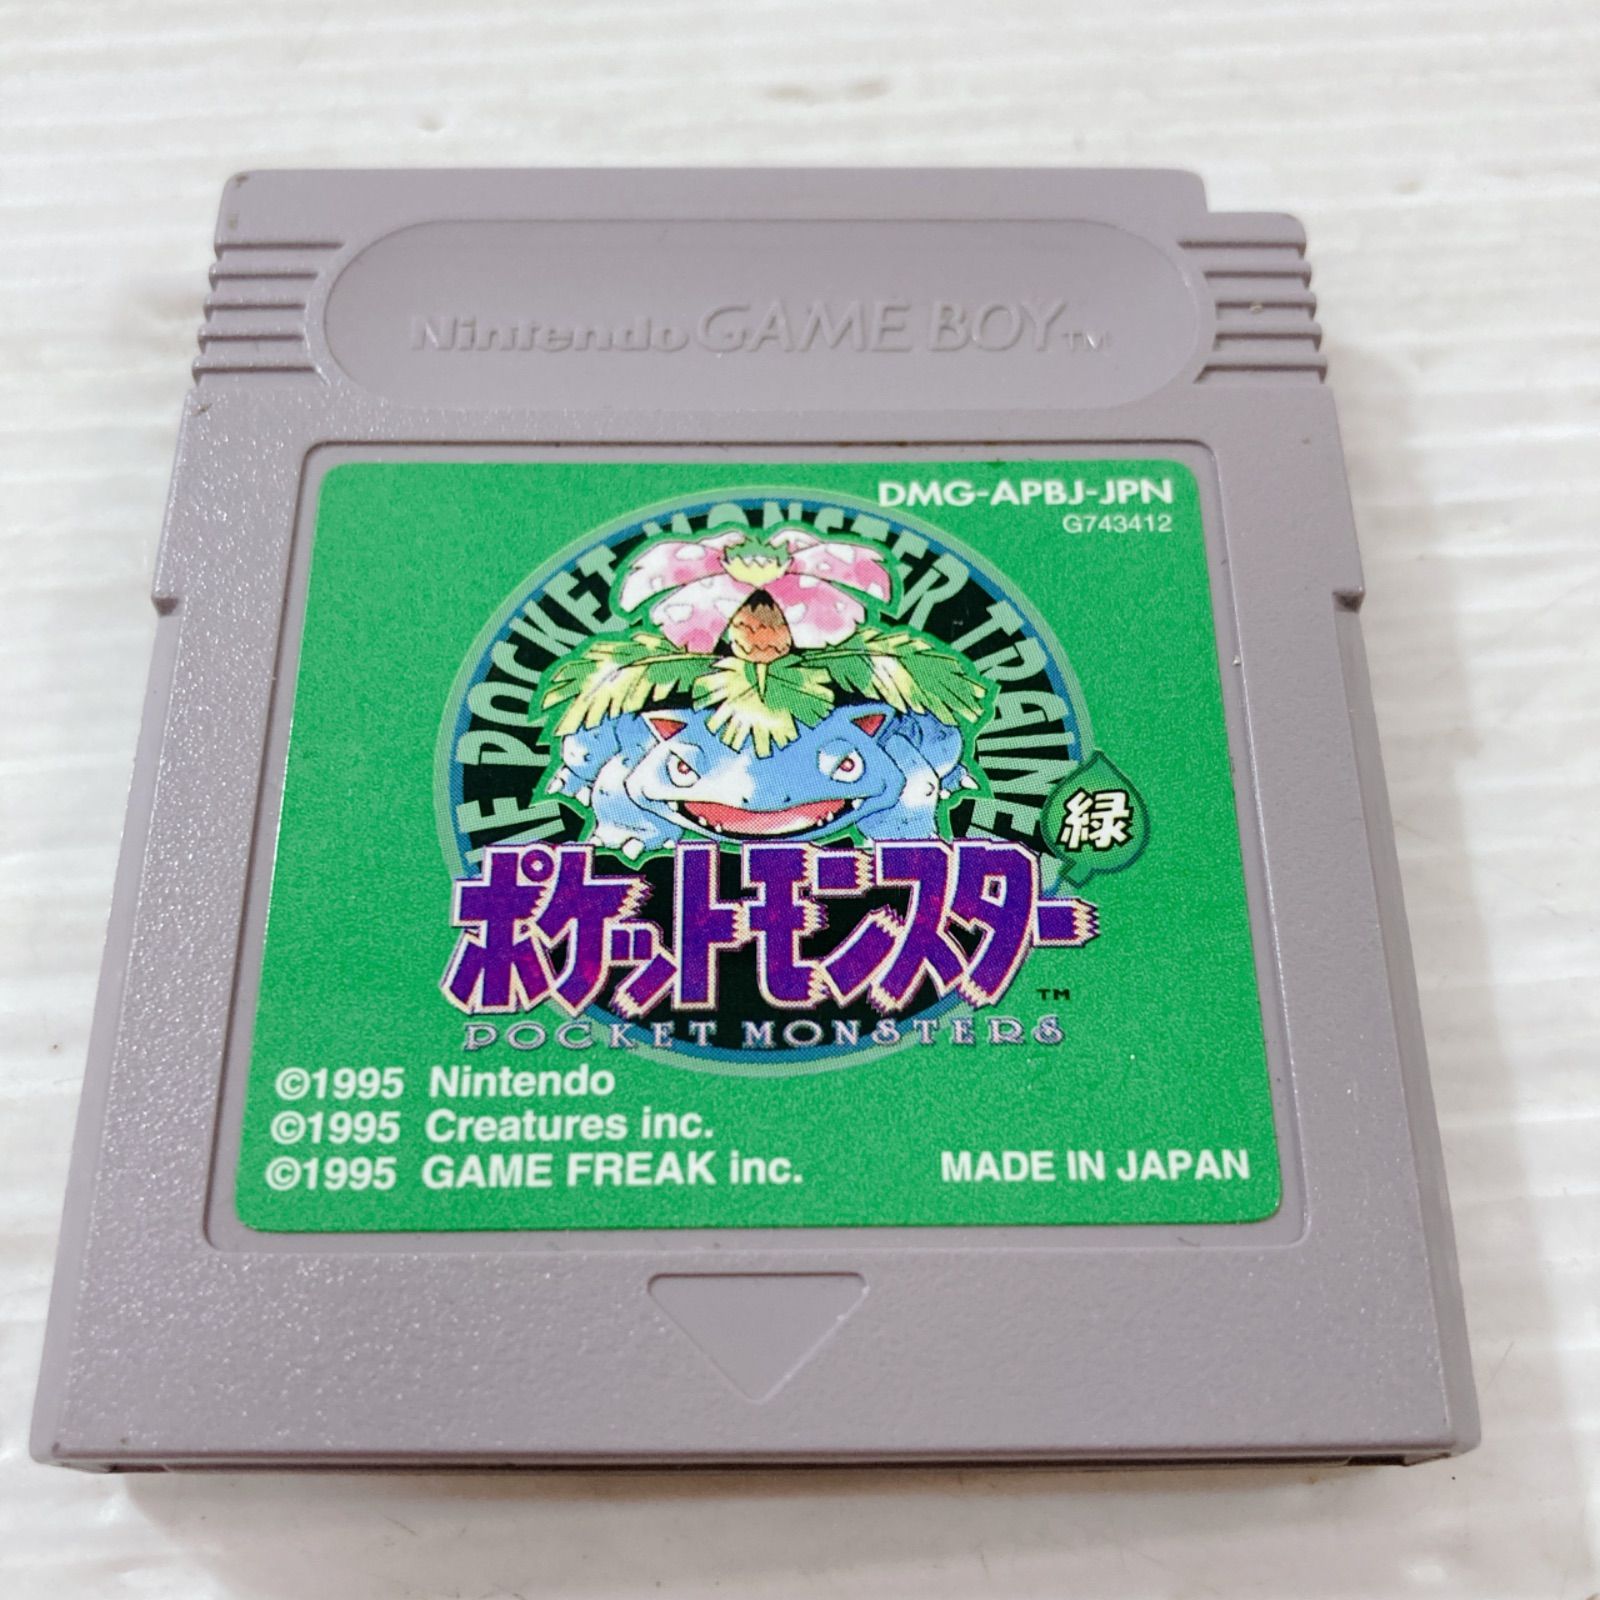 Nintendo GAME BOY™
DMG-APBJ-JPN
G743412
POCKET MONSTER TRAINE
緑
ポケットモンスター
™
POCKET MONSTERS
©1995 Nintendo
©1995 Creatures inc.
©1995 GAME FREAK inc.
MADE IN JAPAN